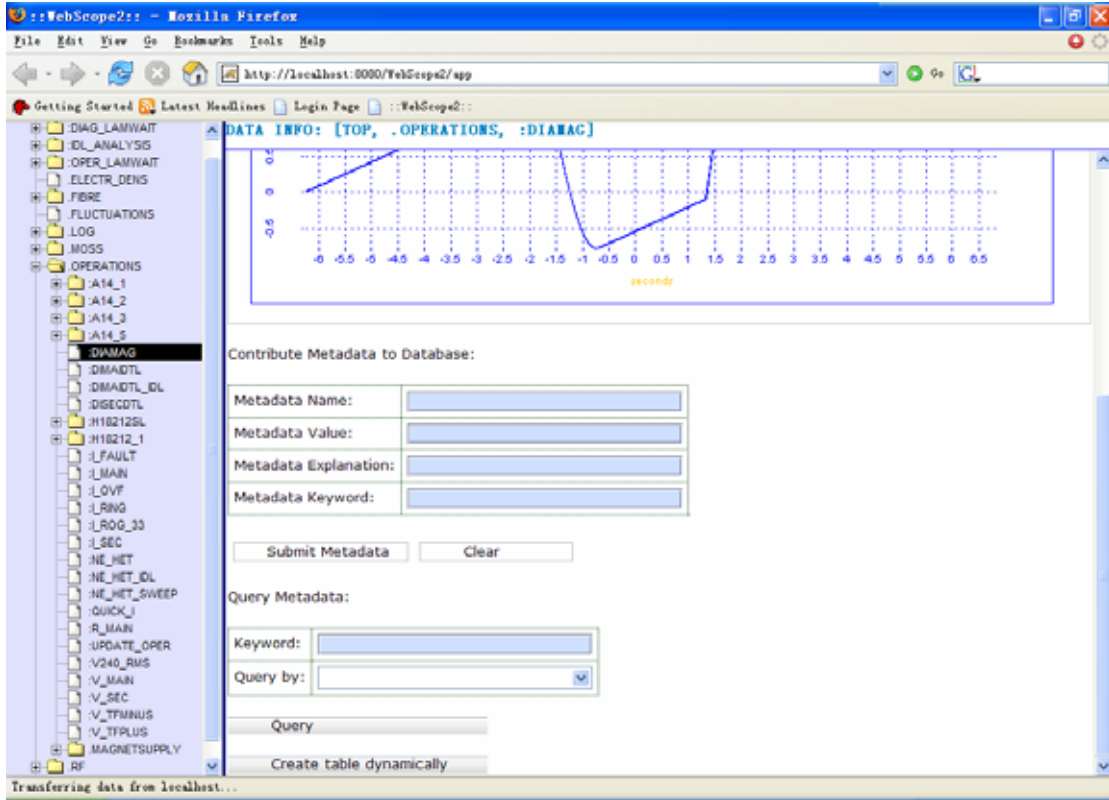 ::WebScope2:: - Mozilla Firefox
File Edit View Go Bookmarks Tools Help
http://localhost:8080/WebScope2/app
Go
Getting Started Latest Headlines Login Page ::WebScope2::
:DIAG_LAMWAIT
:IDL_ANALYSIS
:OPER_LAMWAIT
.ELECTR_DENS
.FIBRE
.FLUCTUATIONS
.LOG
.MOSS
.OPERATIONS
:A14_1
:A14_2
:A14_3
:A14_5
:DIAMAG
:DMAIDTL
:DMAIDTL_IDL
:DISECDTL
:H18212SL
:H18212_1
:I_FAULT
:I_MAIN
:I_OVF
:I_RING
:I_ROG_33
:I_SEC
:NE_HET
:NE_HET_IDL
:NE_HET_SWEEP
:QUICK_I
:R_MAIN
:UPDATE_OPER
:V240_RMS
:V_MAIN
:V_SEC
:V_TFMINUS
:V_TFPLUS
.MAGNETSUPPLY
.RF
DATA INFO: [TOP, .OPERATIONS, :DIAMAG]
0.5
0
-0.5
-6 -5.5 -5 -4.5 -4 -3.5 -3 -2.5 -2 -1.5 -1 -0.5 0 0.5 1 1.5 2 2.5 3 3.5 4 4.5 5 5.5 6 6.5
seconds
Contribute Metadata to Database:
Metadata Name:
Metadata Value:
Metadata Explanation:
Metadata Keyword:
Submit Metadata Clear
Query Metadata:
Keyword:
Query by:
Query
Create table dynamically
Transferring data from localhost...